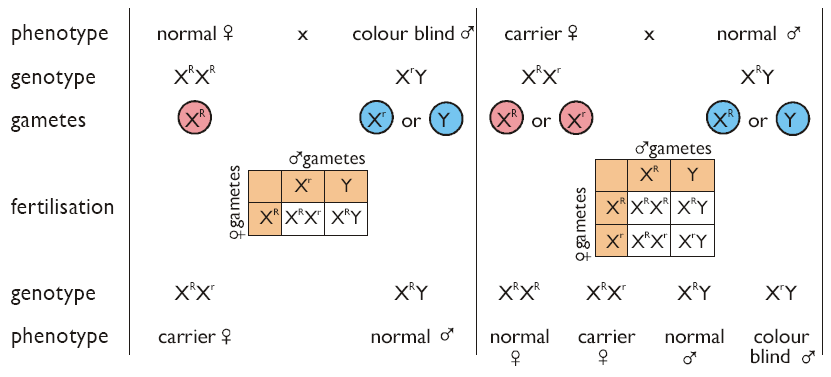 phenotype normal ♀ x colour blind ♂ carrier ♀ x normal ♂
genotype XᴿXᴿ XʳY XᴿXʳ XᴿY
gametes Xᴿ Xʳ or Y Xᴿ or Xʳ Xᴿ or Y
♂gametes ♂gametes
♀gametes ♀gametes
Xʳ Y Xᴿ Y
fertilisation Xᴿ XᴿXʳ XᴿY Xᴿ XᴿXᴿ XᴿY
Xʳ XᴿXʳ XʳY
genotype XᴿXʳ XᴿY XᴿXᴿ XᴿXʳ XᴿY XʳY
phenotype carrier ♀ normal ♂ normal carrier normal colour
♀ ♀ ♂ blind ♂